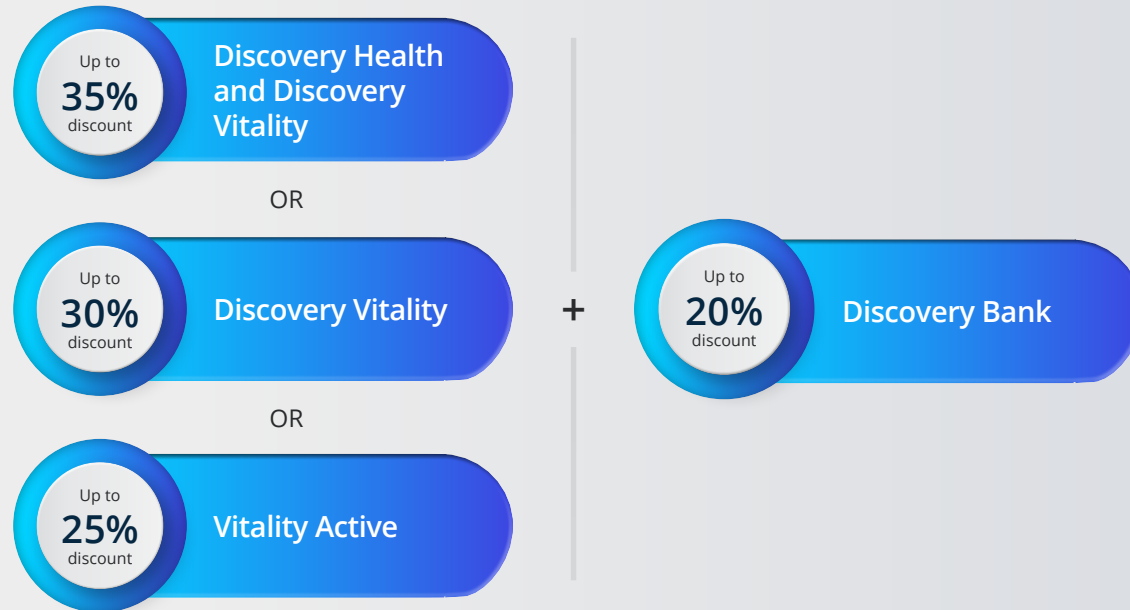 Up to
35%
discount
Discovery Health
and Discovery
Vitality
OR
Up to
30%
discount
Discovery Vitality
OR
Up to
25%
discount
Vitality Active
+
Up to
20%
discount
Discovery Bank